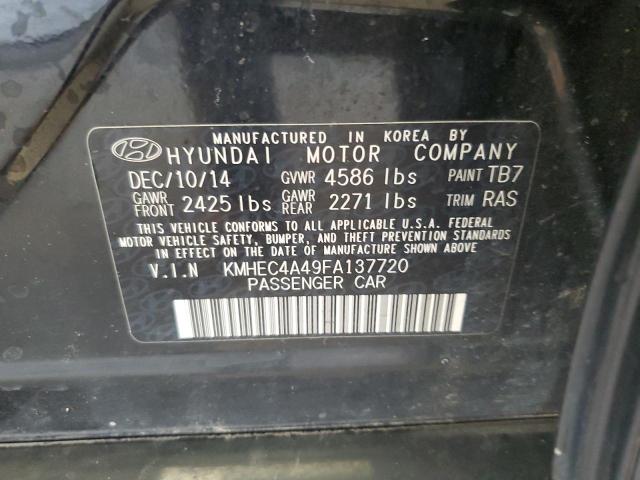 MANUFACTURED IN KOREA BY
HYUNDAI MOTOR COMPANY
DEC/10/14 GVWR 4586 lbs PAINT TB7
GAWR FRONT 2425 lbs GAWR REAR 2271 lbs TRIM RAS
THIS VEHICLE CONFORMS TO ALL APPLICABLE U.S.A. FEDERAL
MOTOR VEHICLE SAFETY, BUMPER, AND THEFT PREVENTION STANDARDS
IN EFFECT ON THE DATE OF MANUFACTURE SHOWN ABOVE.
V.I.N KMHEC4A49FA137720
PASSENGER CAR